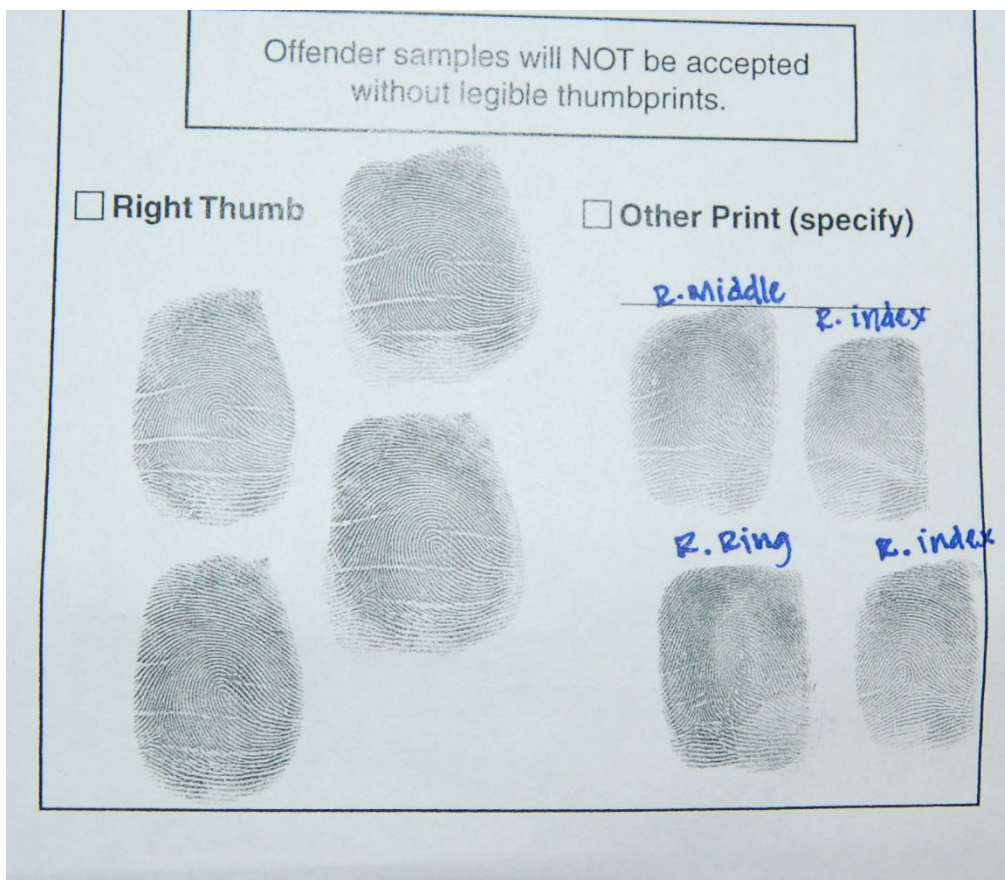 Offender samples will NOT be accepted
without legible thumbprints.
Right Thumb
Other Print (specify)
R. Middle
R. index
R. Ring
R. index